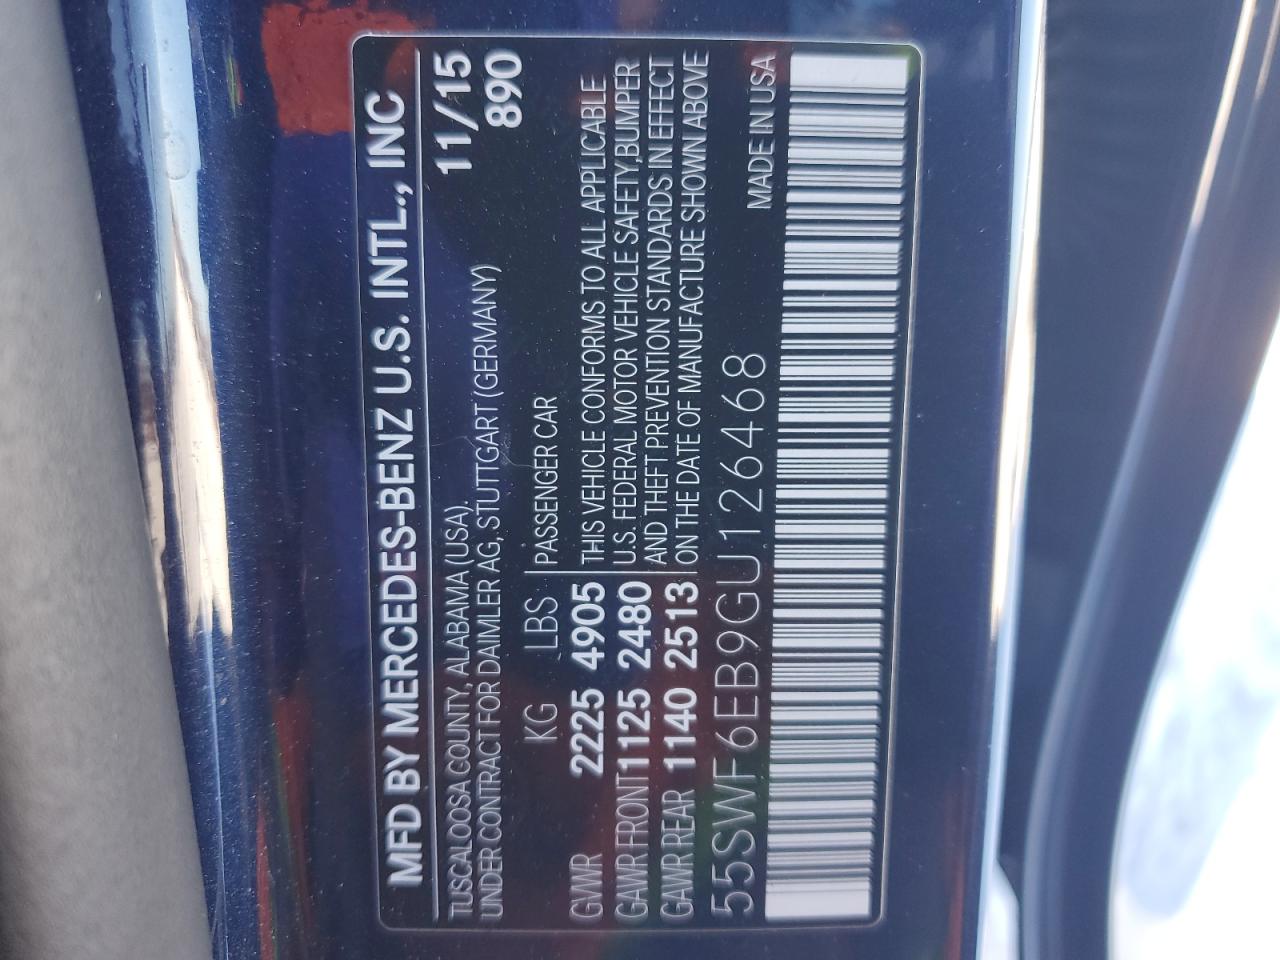 MFD BY MERCEDES-BENZ U.S. INTL., INC
TUSCALOOSA COUNTY, ALABAMA (USA). 11/15
UNDER CONTRACT FOR DAIMLER AG, STUTTGART (GERMANY) 890
KG LBS PASSENGER CAR
GVWR 2225 4905 THIS VEHICLE CONFORMS TO ALL APPLICABLE
GAWR FRONT 1125 2480 U.S. FEDERAL MOTOR VEHICLE SAFETY,BUMPER
AND THEFT PREVENTION STANDARDS IN EFFECT
GAWR REAR 1140 2513 ON THE DATE OF MANUFACTURE SHOWN ABOVE
55SWF6EB9GU126468 MADE IN USA